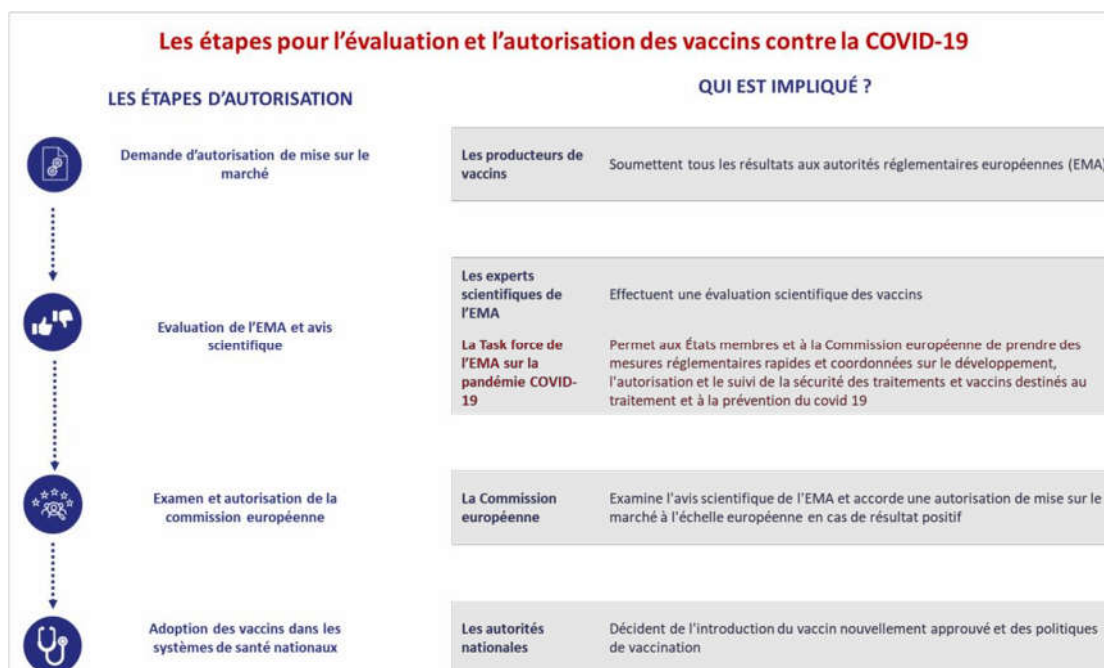 Les étapes pour l'évaluation et l'autorisation des vaccins contre la COVID-19
LES ÉTAPES D'AUTORISATION
QUI EST IMPLIQUÉ ?
Demande d'autorisation de mise sur le
marché
Les producteurs de
vaccins
Soumettent tous les résultats aux autorités réglementaires européennes (EMA)
Evaluation de l'EMA et avis
scientifique
Les experts
scientifiques de
l'EMA
Effectuent une évaluation scientifique des vaccins
La Task force de
l'EMA sur la
pandémie COVID-
19
Permet aux États membres et à la Commission européenne de prendre des
mesures réglementaires rapides et coordonnées sur le développement,
l'autorisation et le suivi de la sécurité des traitements et vaccins destinés au
traitement et à la prévention du covid 19
Examen et autorisation de la
commission européenne
La Commission
européenne
Examine l'avis scientifique de l'EMA et accorde une autorisation de mise sur le
marché à l'échelle européenne en cas de résultat positif
Adoption des vaccins dans les
systèmes de santé nationaux
Les autorités
nationales
Décident de l'introduction du vaccin nouvellement approuvé et des politiques
de vaccination